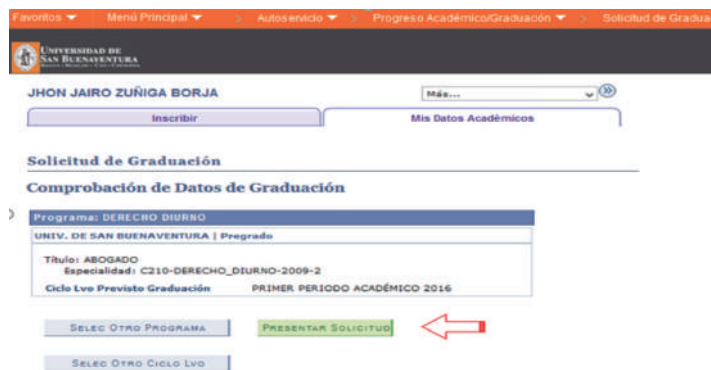 Favoritos Menú Principal > Autoservicio > Progreso Académico/Graduación > Solicitud de Gradua
UNIVERSIDAD DE
SAN BUENAVENTURA
JHON JAIRO ZUÑIGA BORJA
Más...
Inscribir
Mis Datos Académicos
Solicitud de Graduación
Comprobación de Datos de Graduación
Programa: DERECHO DIURNO
UNIV. DE SAN BUENAVENTURA | Pregrado
Título: ABOGADO
Especialidad: C210-DERECHO_DIURNO-2009-2
Ciclo Lvo Previsto Graduación PRIMER PERIODO ACADÉMICO 2016
SELEC OTRO PROGRAMA
PRESENTAR SOLICITUD
SELEC OTRO CICLO LVO